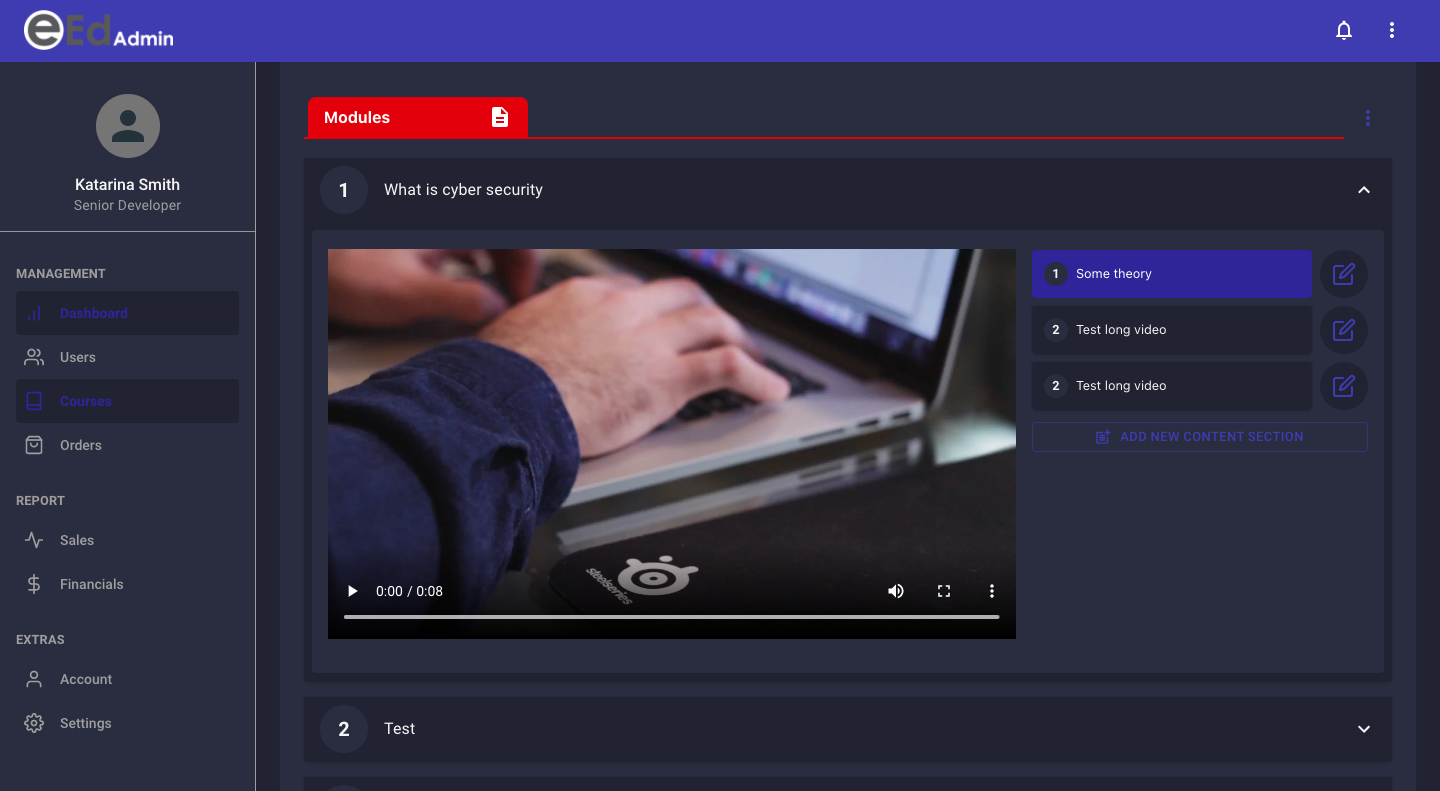 eEd Admin
Katarina Smith
Senior Developer
MANAGEMENT
Dashboard
Users
Courses
Orders
REPORT
Sales
Financials
EXTRAS
Account
Settings
Modules
1 What is cyber security
steelseries
0:00 / 0:08
1 Some theory
2 Test long video
2 Test long video
ADD NEW CONTENT SECTION
2 Test